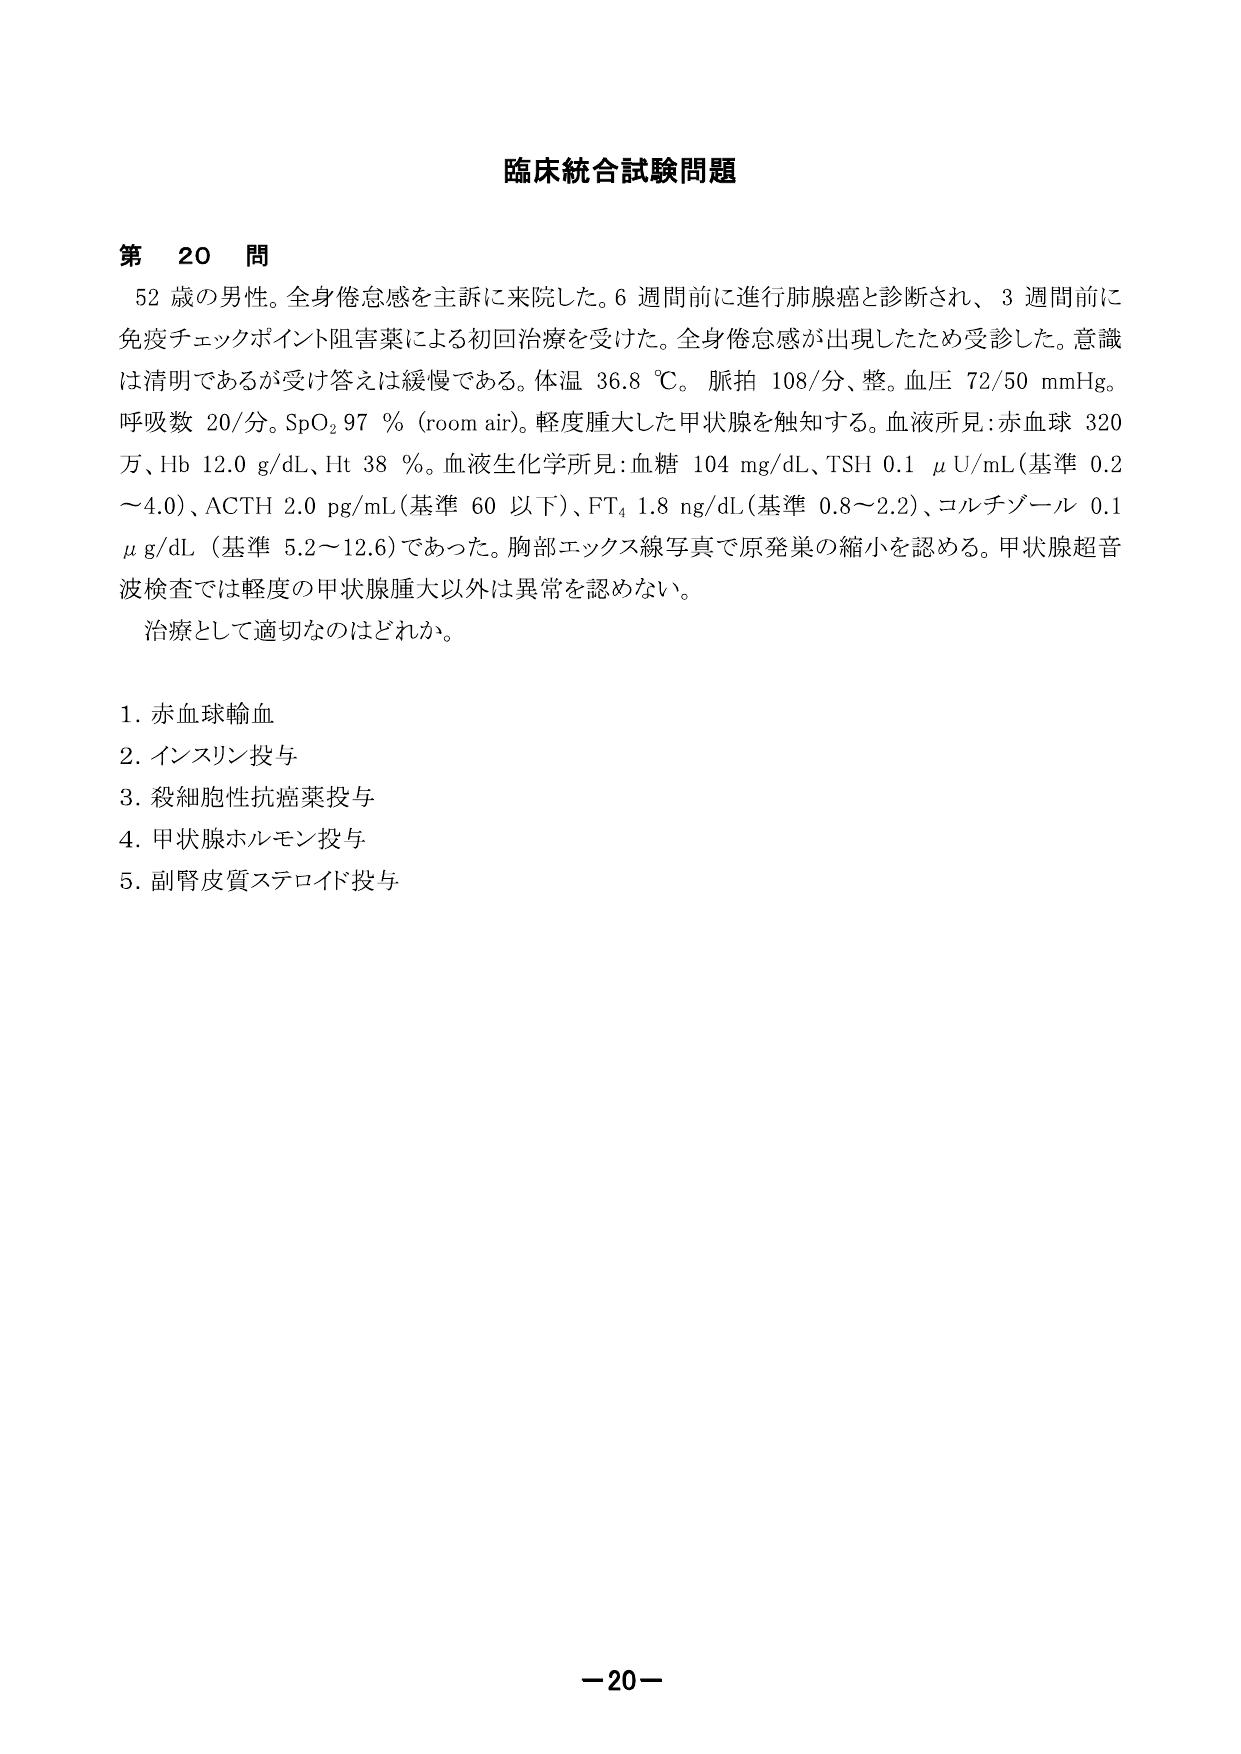 臨床統合試験問題
第 20 問
52 歳の男性。全身倦怠感を主訴に来院した。6 週間前に進行肺腺癌と診断され、 3 週間前に
免疫チェックポイント阻害薬による初回治療を受けた。全身倦怠感が出現したため受診した。意識
は清明であるが受け答えは緩慢である。体温 36.8 ℃。 脈拍 108/分、整。血圧 72/50 mmHg。
呼吸数 20/分。SpO₂ 97 % (room air)。軽度腫大した甲状腺を触知する。血液所見:赤血球 320
万、Hb 12.0 g/dL、Ht 38 %。血液生化学所見:血糖 104 mg/dL、TSH 0.1 μU/mL(基準 0.2
～4.0)、ACTH 2.0 pg/mL(基準 60 以下)、FT₄ 1.8 ng/dL(基準 0.8～2.2)、コルチゾール 0.1
μg/dL (基準 5.2～12.6)であった。胸部エックス線写真で原発巣の縮小を認める。甲状腺超音
波検査では軽度の甲状腺腫大以外は異常を認めない。
治療として適切なのはどれか。
1. 赤血球輸血
2. インスリン投与
3. 殺細胞性抗癌薬投与
4. 甲状腺ホルモン投与
5. 副腎皮質ステロイド投与
－20－